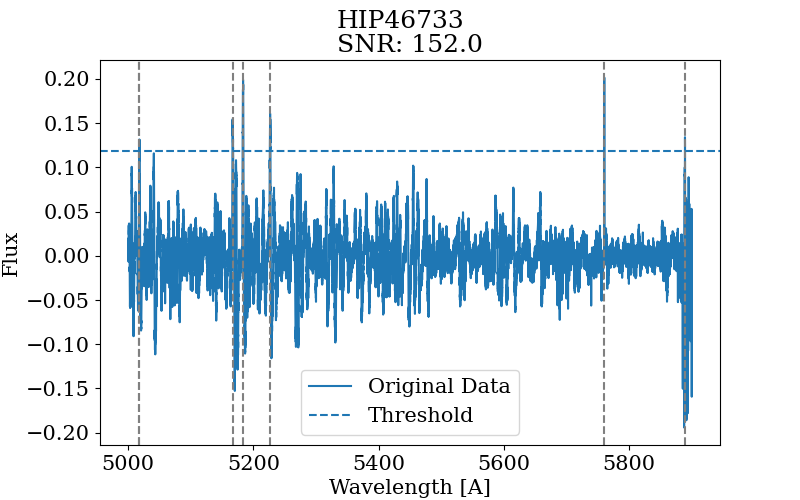 HIP46733
SNR: 152.0
0.20
0.15
0.10
0.05
0.00
−0.05
−0.10
−0.15
−0.20
Flux
Original Data
Threshold
5000 5200 5400 5600 5800
Wavelength [A]